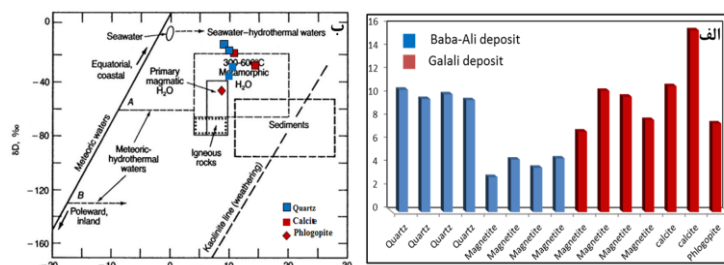 ب
0
-40
-80
-120
-160
δD, ‰
Seawater
Seawater-hydrothermal waters
Equatorial,
coastal
300-600°C
Metamorphic
H₂O
Primary
magmatic
H₂O
A
Meteoric waters
Meteoric-
hydrothermal
waters
Igneous
rocks
Sediments
Kaolinite line (weathering)
B
Poleward,
inland
Quartz
Calcite
Phlogopite
0
10
20
الف
Baba-Ali deposit
Galali deposit
16
14
12
10
8
6
4
2
0
Quartz
Quartz
Quartz
Quartz
Magnetite
Magnetite
Magnetite
Magnetite
Magnetite
Magnetite
Magnetite
Magnetite
calcite
calcite
Phlogopite